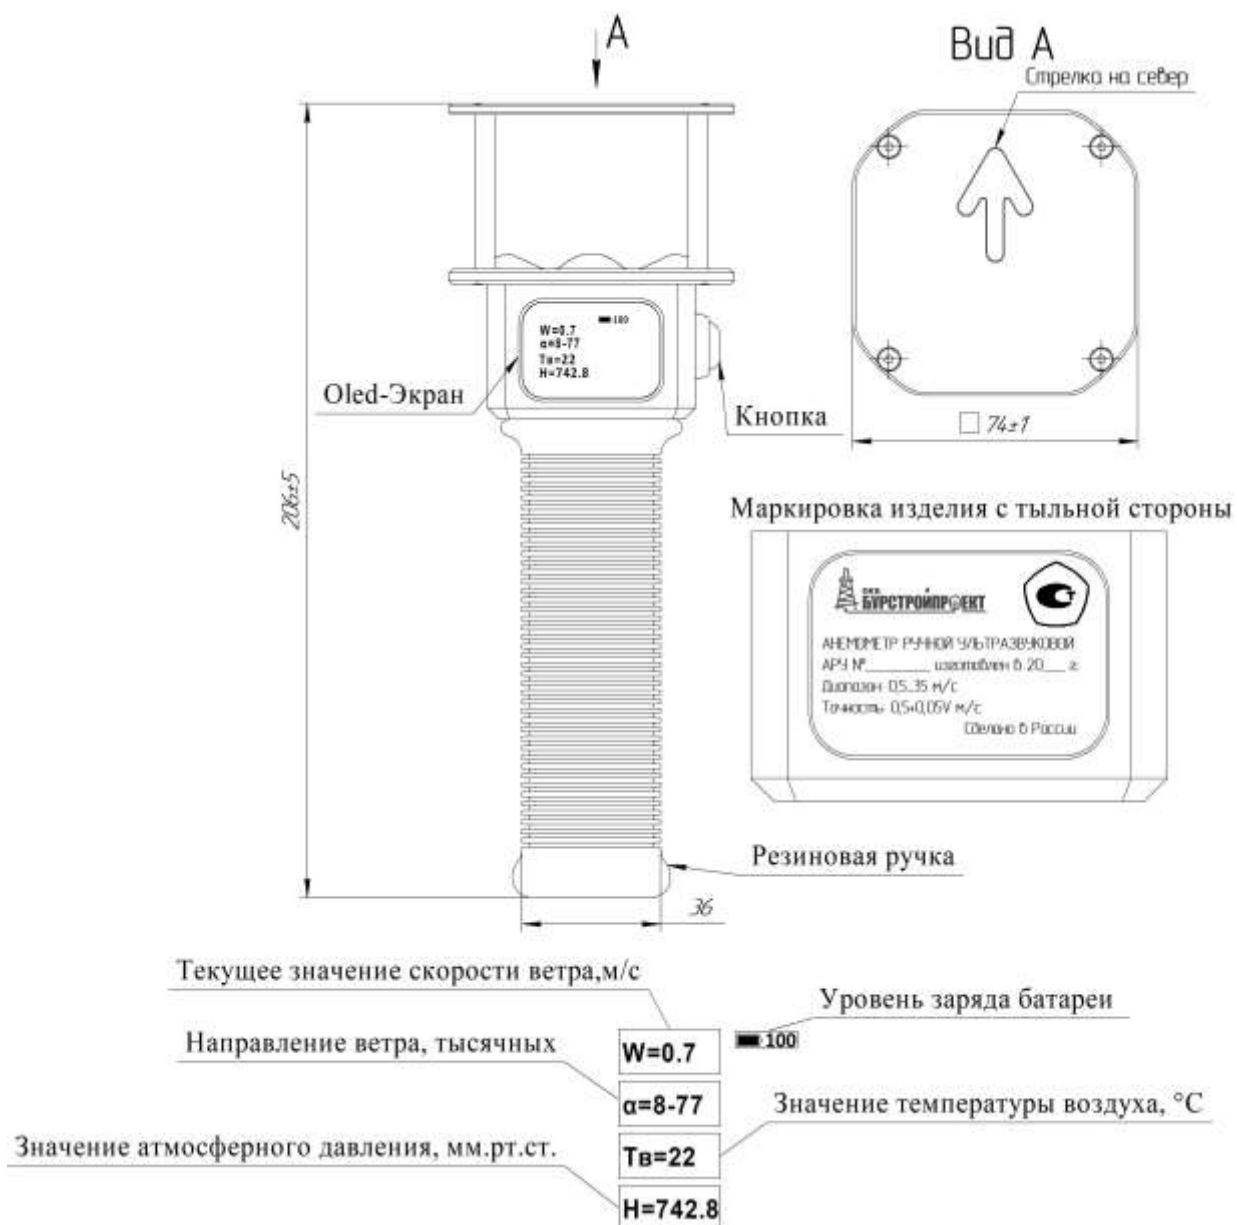 А
Вид А
Стрелка на север
100
W=0.7
α=8-77
Тв=22
H=742.8
Oled-Экран
Кнопка
74±1
206±5
Маркировка изделия с тыльной стороны
ОКБ
БУРСТРОЙПРОЕКТ
АНЕМОМЕТР РУЧНОЙ УЛЬТРАЗВУКОВОЙ
АРУ №________ изготовлен в 20___ г.
Диапазон: 0,5...35 м/с
Точность: 0,5+0,05V м/с
Сделано в России
Резиновая ручка
36
Текущее значение скорости ветра,м/с
Уровень заряда батареи
W=0.7
100
Направление ветра, тысячных
α=8-77
Значение температуры воздуха, °С
Тв=22
Значение атмосферного давления, мм.рт.ст.
H=742.8